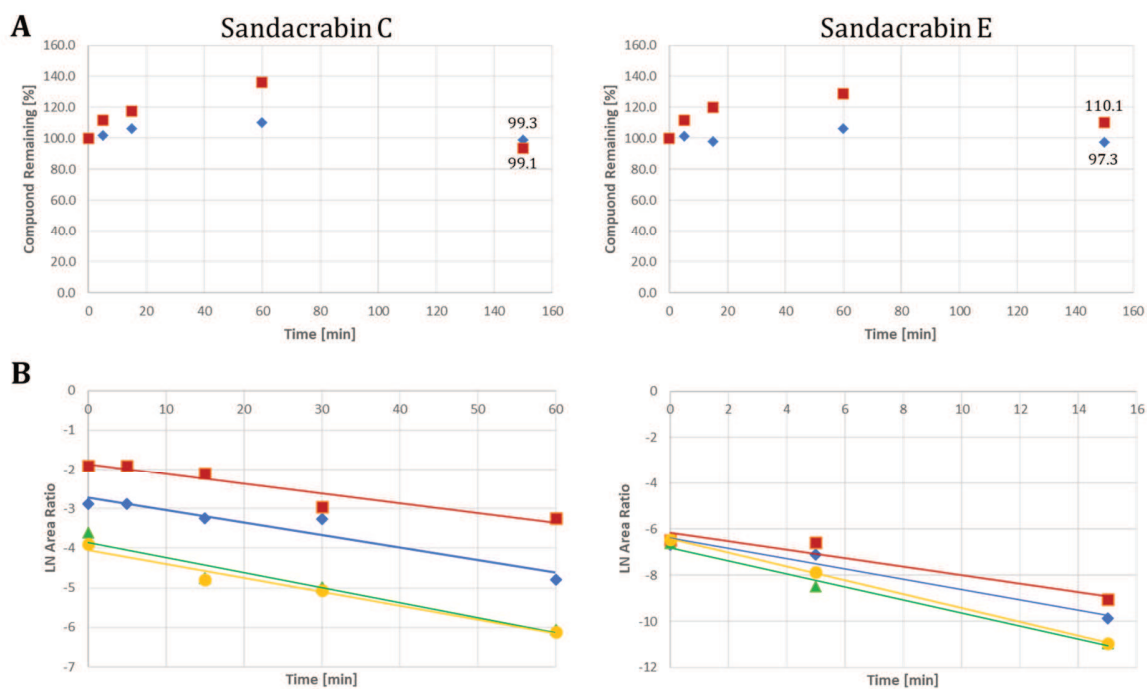 A
Sandacrabin C
Compuond Remaining [%]
160.0
140.0
120.0
100.0
80.0
60.0
40.0
20.0
0.0
99.3
99.1
0 20 40 60 80 100 120 140 160
Time [min]
Sandacrabin E
Compuond Remaining [%]
160.0
140.0
120.0
100.0
80.0
60.0
40.0
20.0
0.0
110.1
97.3
0 20 40 60 80 100 120 140 160
Time [min]
B
LN Area Ratio
0
-1
-2
-3
-4
-5
-6
-7
0 10 20 30 40 50 60
Time [min]
LN Area Ratio
0
-2
-4
-6
-8
-10
-12
0 2 4 6 8 10 12 14 16
Time [min]